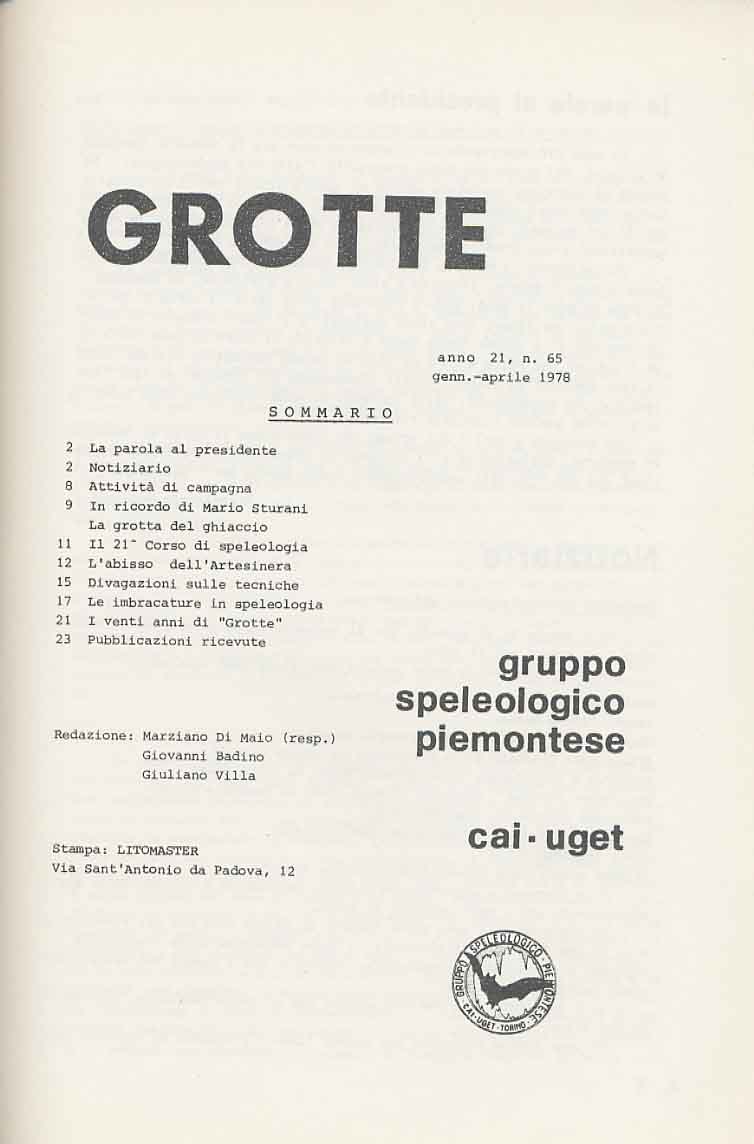 GROTTE
anno 21, n. 65
genn.-aprile 1978
SOMMARIO
2 La parola al presidente
2 Notiziario
8 Attività di campagna
9 In ricordo di Mario Sturani
La grotta del ghiaccio
11 Il 21^ Corso di speleologia
12 L'abisso dell'Artesinera
15 Divagazioni sulle tecniche
17 Le imbracature in speleologia
21 I venti anni di "Grotte"
23 Pubblicazioni ricevute
gruppo
speleologico
piemontese
Redazione: Marziano Di Maio (resp.)
Giovanni Badino
Giuliano Villa
cai·uget
Stampa: LITOMASTER
Via Sant'Antonio da Padova, 12
GRUPPO SPELEOLOGICO PIEMONTESE
CAI·UGET·TORINO